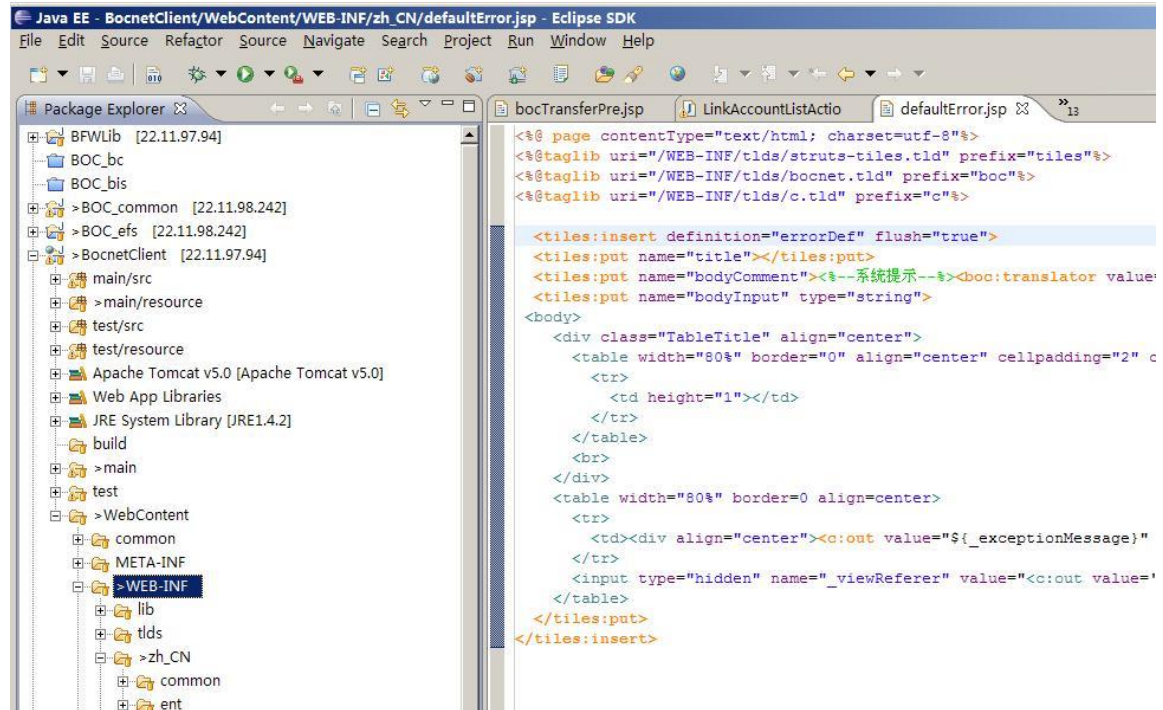 Java EE - BocnetClient/WebContent/WEB-INF/zh_CN/defaultError.jsp - Eclipse SDK
File Edit Source Refactor Source Navigate Search Project Run Window Help
Package Explorer
BFWLib [22.11.97.94]
BOC_bc
BOC_bis
>BOC_common [22.11.98.242]
>BOC_efs [22.11.98.242]
>BocnetClient [22.11.97.94]
main/src
>main/resource
test/src
test/resource
Apache Tomcat v5.0 [Apache Tomcat v5.0]
Web App Libraries
JRE System Library [JRE1.4.2]
build
>main
test
>WebContent
common
META-INF
>WEB-INF
lib
tlds
>zh_CN
common
ent
bocTransferPre.jsp LinkAccountListActio defaultError.jsp »13
<%@ page contentType="text/html; charset=utf-8"%>
<%@taglib uri="/WEB-INF/tlds/struts-tiles.tld" prefix="tiles"%>
<%@taglib uri="/WEB-INF/tlds/bocnet.tld" prefix="boc"%>
<%@taglib uri="/WEB-INF/tlds/c.tld" prefix="c"%>
<tiles:insert definition="errorDef" flush="true">
<tiles:put name="title"></tiles:put>
<tiles:put name="bodyComment"><%--系统提示--%><boc:translator value=
<tiles:put name="bodyInput" type="string">
<body>
<div class="TableTitle" align="center">
<table width="80%" border="0" align="center" cellpadding="2" c
<tr>
<td height="1"></td>
</tr>
</table>
<br>
</div>
<table width="80%" border=0 align=center>
<tr>
<td><div align="center"><c:out value="${_exceptionMessage}"
</tr>
<input type="hidden" name="_viewReferer" value="<c:out value='
</table>
</tiles:put>
</tiles:insert>